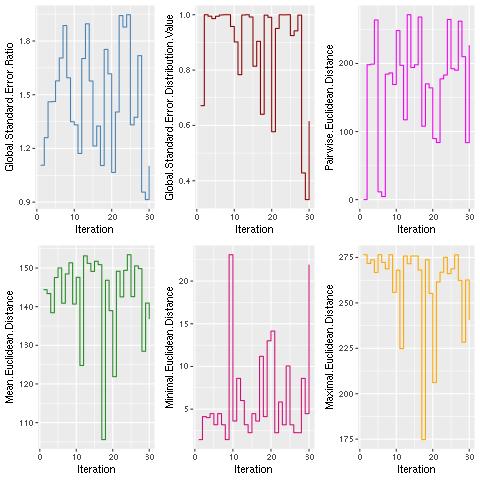 Global.Standard.Error.Ratio
1.8
1.5
1.2
0.9
0 10 20 30
Iteration
Global.Standard.Error.Distribution.Value
1.0
0.8
0.6
0.4
0 10 20 30
Iteration
Pairwise.Euclidean.Distance
200
100
0
0 10 20 30
Iteration
Mean.Euclidean.Distance
150
140
130
120
110
0 10 20 30
Iteration
Minimal.Euclidean.Distance
20
15
10
5
0 10 20 30
Iteration
Maximal.Euclidean.Distance
275
250
225
200
175
0 10 20 30
Iteration